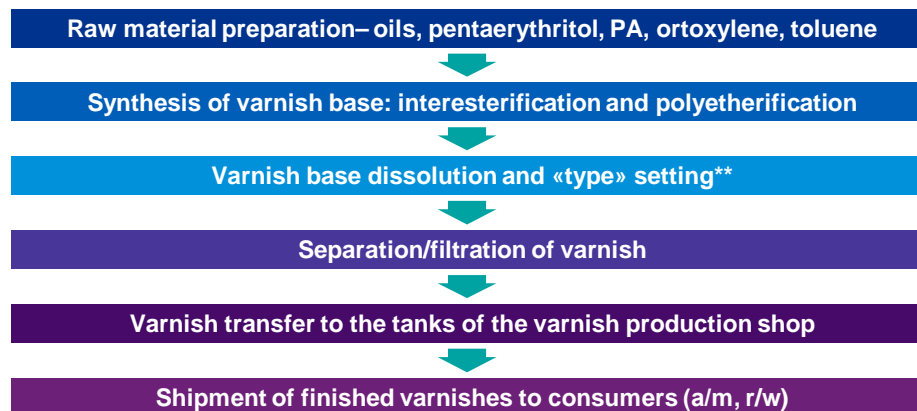 Raw material preparation– oils, pentaerythritol, PA, ortoxylene, toluene
Synthesis of varnish base: interesterification and polyetherification
Varnish base dissolution and «type» setting**
Separation/filtration of varnish
Varnish transfer to the tanks of the varnish production shop
Shipment of finished varnishes to consumers (a/m, r/w)